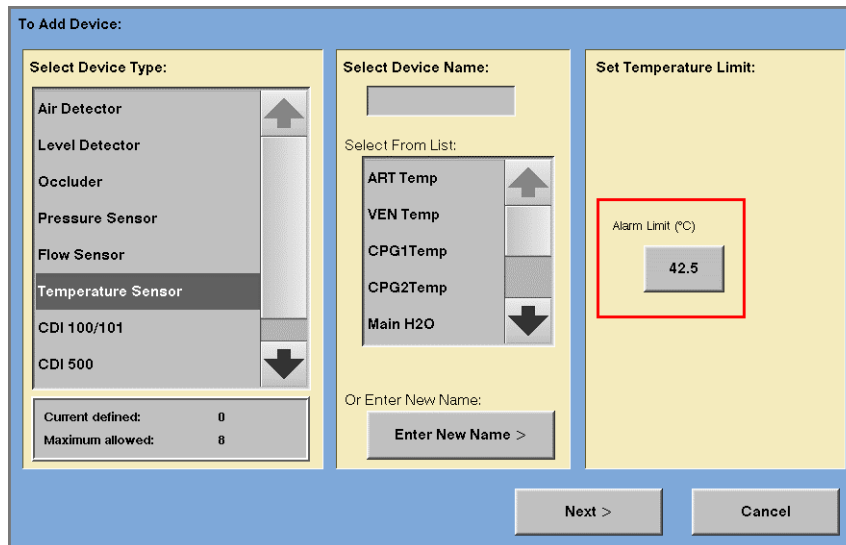 To Add Device:
Select Device Type:
Air Detector
Level Detector
Occluder
Pressure Sensor
Flow Sensor
Temperature Sensor
CDI 100/101
CDI 500
Current defined: 0
Maximum allowed: 8
Select Device Name:
Select From List:
ART Temp
VEN Temp
CPG1Temp
CPG2Temp
Main H2O
Or Enter New Name:
Enter New Name >
Set Temperature Limit:
Alarm Limit (°C)
42.5
Next >
Cancel